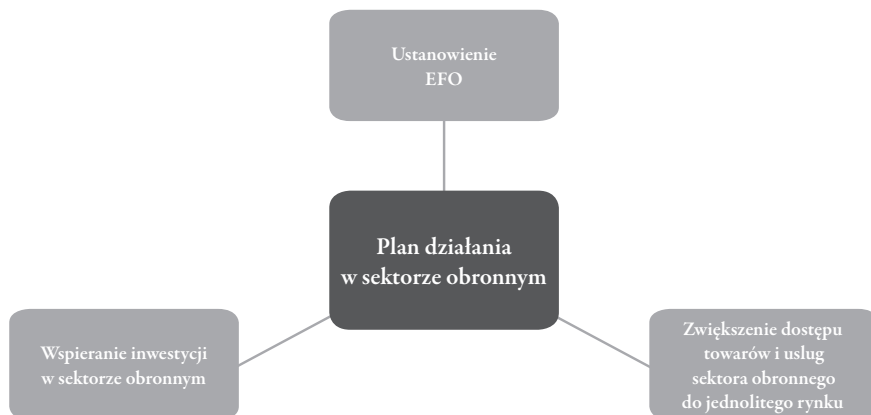 Ustanowienie
EFO
Plan działania
w sektorze obronnym
Wspieranie inwestycji
w sektorze obronnym
Zwiększenie dostępu
towarów i usług
sektora obronnego
do jednolitego rynku